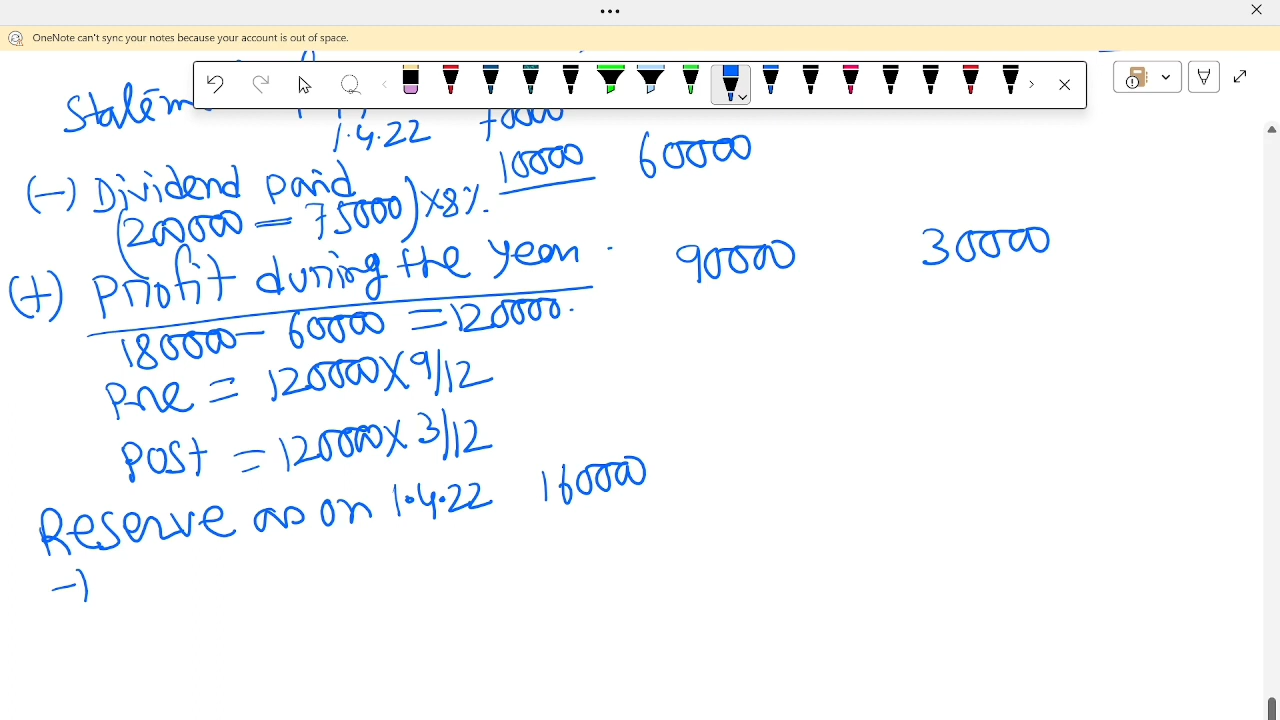 OneNote can't sync your notes because your account is out of space.
1.4.22 70000
(-) Dividend paid 10000 60000
(200000 - 75000) x 8%.
(+) Profit during the year. 90000 30000
180000 - 60000 = 120000.
Pre = 120000 x 9/12
Post = 120000 x 3/12
Reserve as on 1.4.22 160000
-)